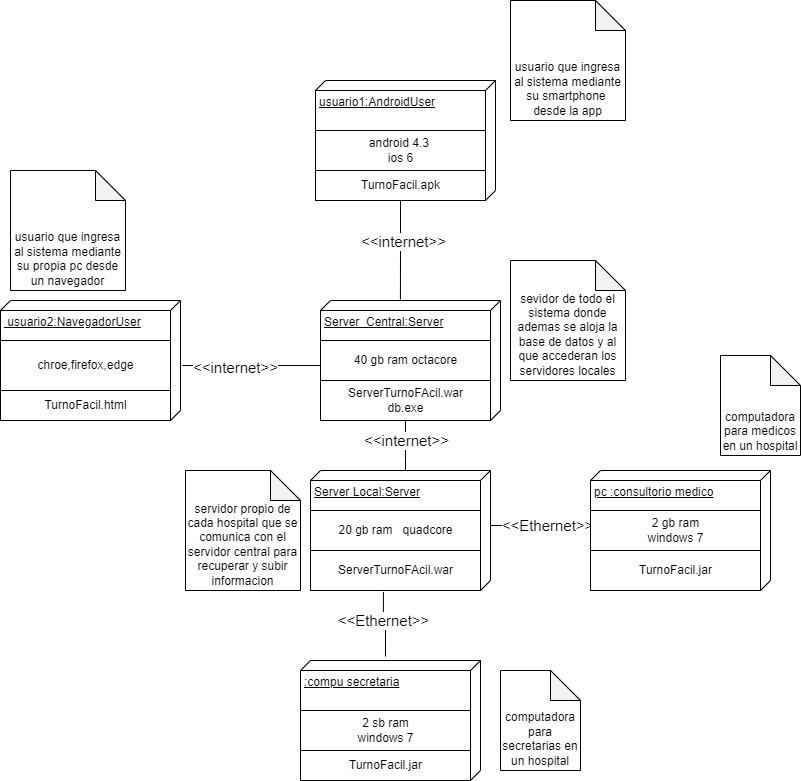 usuario que ingresa
al sistema mediante
su smartphone
desde la app
usuario1:AndroidUser
android 4.3
ios 6
TurnoFacil.apk
<<internet>>
usuario que ingresa
al sistema mediante
su propia pc desde
un navegador
usuario2:NavegadorUser
chroe,firefox,edge
TurnoFacil.html
<<internet>>
Server_Central:Server
40 gb ram octacore
ServerTurnoFAcil.war
db.exe
sevidor de todo el
sistema donde
ademas se aloja la
base de datos y al
que accederan los
servidores locales
<<internet>>
computadora
para medicos
en un hospital
servidor propio de
cada hospital que se
comunica con el
servidor central para
recuperar y subir
informacion
Server Local:Server
20 gb ram quadcore
ServerTurnoFAcil.war
<<Ethernet>>
pc :consultorio medico
2 gb ram
windows 7
TurnoFacil.jar
<<Ethernet>>
:compu secretaria
2 sb ram
windows 7
TurnoFacil.jar
computadora
para
secretarias en
un hospital